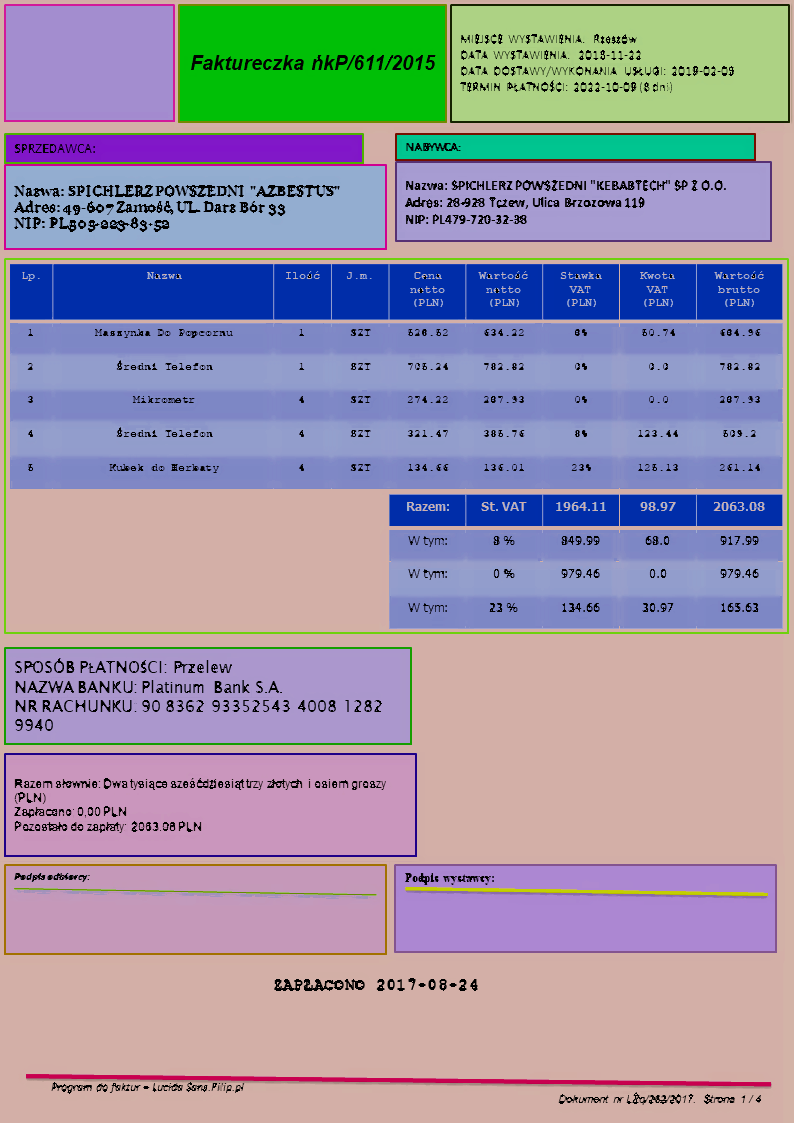 Faktureczka ńkP/611/2015
MIEJSCE WYSTAWIENIA: Rzeszów
DATA WYSTAWIENIA: 2018-11-22
DATA DOSTAWY/WYKONANIA USŁUGI: 2019-02-09
TERMIN PŁATNOŚCI: 2022-10-09 (8 dni)
SPRZEDAWCA:
NABYWCA:
Nazwa: SPICHLERZ POWSZEDNI "AZBESTUS"
Adres: 49-607 Zamość, UL. Darz Bór 33
NIP: PL503-223-83-52
Nazwa: SPICHLERZ POWSZEDNI "KEBABTECH" SP Z O.O.
Adres: 28-928 Tczew, Ulica Brzozowa 119
NIP: PL479-720-32-38
Lp. Nazwa Ilość J.m. Cena netto (PLN) Wartość netto (PLN) Stawka VAT (PLN) Kwota VAT (PLN) Wartość brutto (PLN)
1 Maszynka Do Popcornu 1 SZT 528.52 634.22 8% 50.74 684.96
2 Średni Telefon 1 SZT 705.24 782.82 0% 0.0 782.82
3 Mikrometr 4 SZT 274.22 287.93 0% 0.0 287.93
4 Średni Telefon 4 SZT 321.47 385.76 8% 123.44 509.2
5 Kubek do Herbaty 4 SZT 134.66 136.01 23% 125.13 261.14
Razem: St. VAT 1964.11 98.97 2063.08
W tym: 8 % 849.99 68.0 917.99
W tym: 0 % 979.46 0.0 979.46
W tym: 23 % 134.66 30.97 165.63
SPOSÓB PŁATNOŚCI: Przelew
NAZWA BANKU: Platinum Bank S.A.
NR RACHUNKU: 90 8362 93352543 4008 1282
9940
Razem słownie: Dwa tysiące sześćdziesiąt trzy złotych i osiem groszy
(PLN)
Zapłacono: 0,00 PLN
Pozostało do zapłaty: 2063.08 PLN
Podpis odbiorcy:
Podpis wystawcy:
ZAPŁACONO 2017-08-24
Program do faktur – Lucida Sans.Filip.pl
Dokument nr Strona 1 / 4